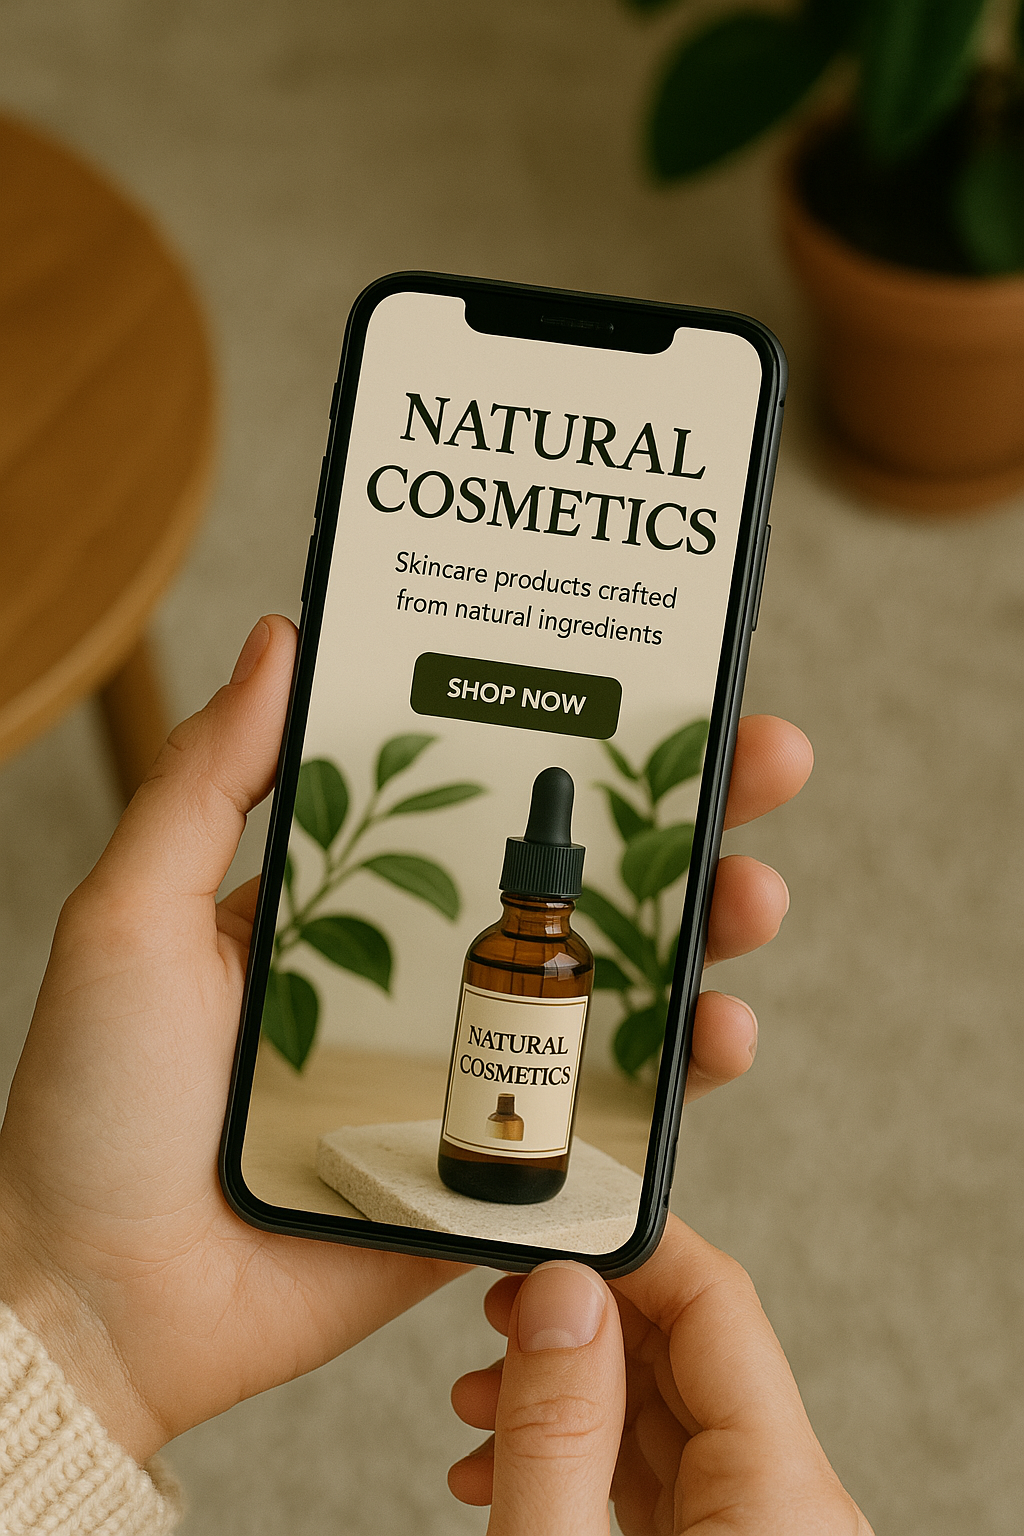 NATURAL
COSMETICS
Skincare products crafted
from natural ingredients
SHOP NOW
NATURAL
COSMETICS